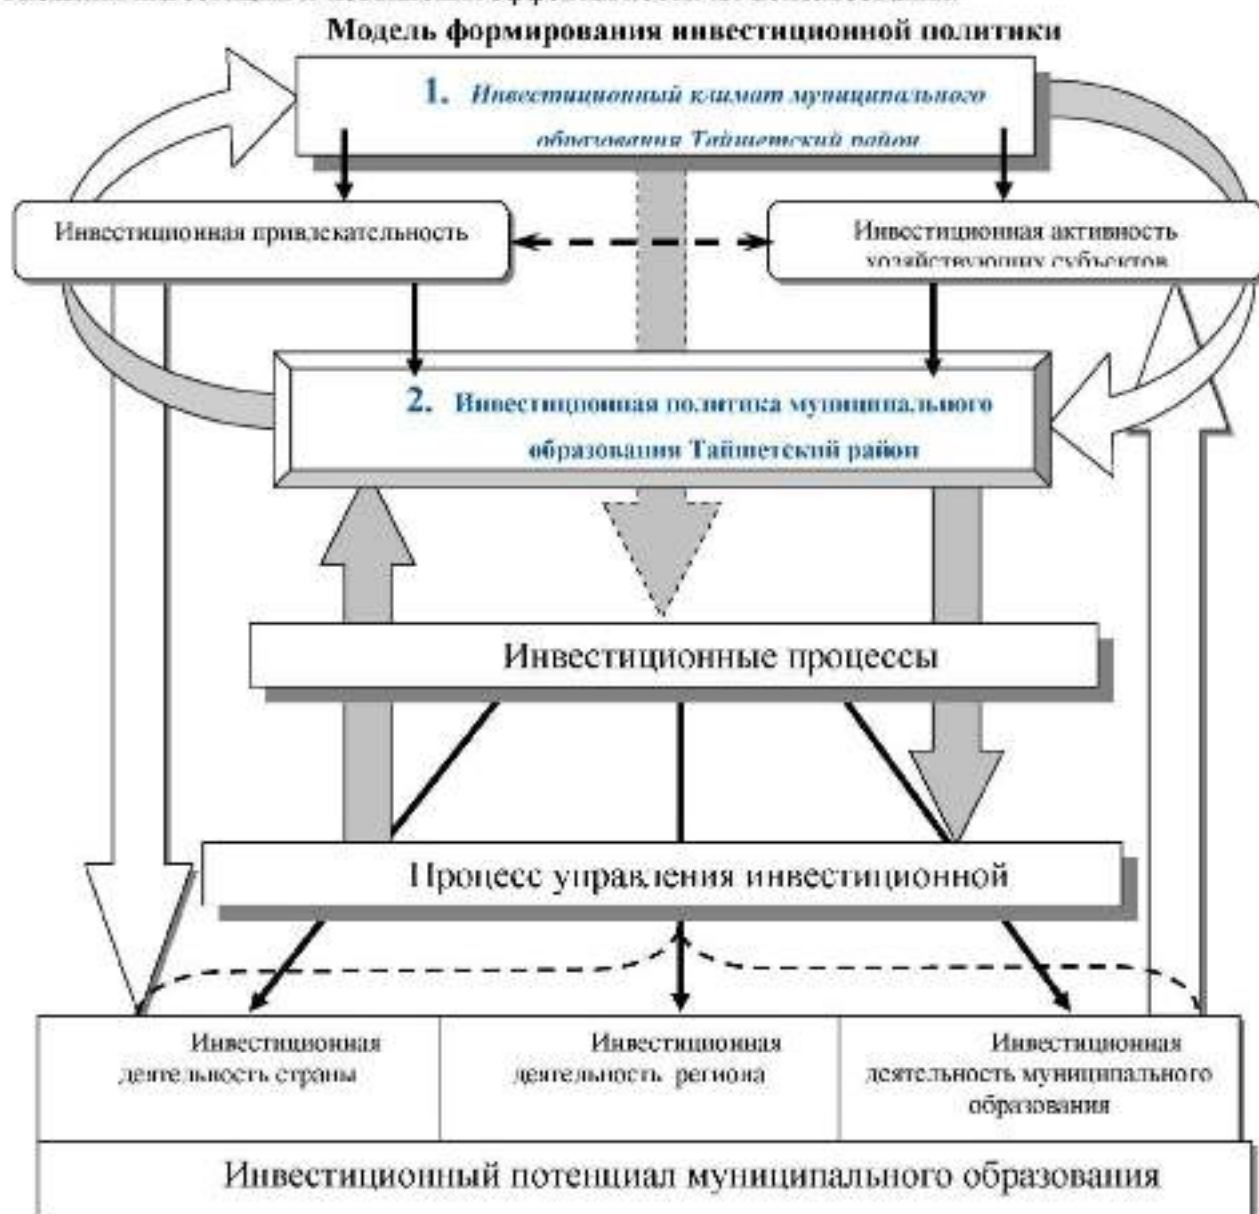 Модель формирования инвестиционной политики
1. Инвестиционный климат муниципального
образования Тайшетский район
Инвестиционная привлекательность
Инвестиционная активность
хозяйствующих субъектов
2. Инвестиционная политика муниципального
образования Тайшетский район
Инвестиционные процессы
Процесс управления инвестиционной
Инвестиционная
деятельность страны
Инвестиционная
деятельность региона
Инвестиционная
деятельность муниципального
образования
Инвестиционный потенциал муниципального образования